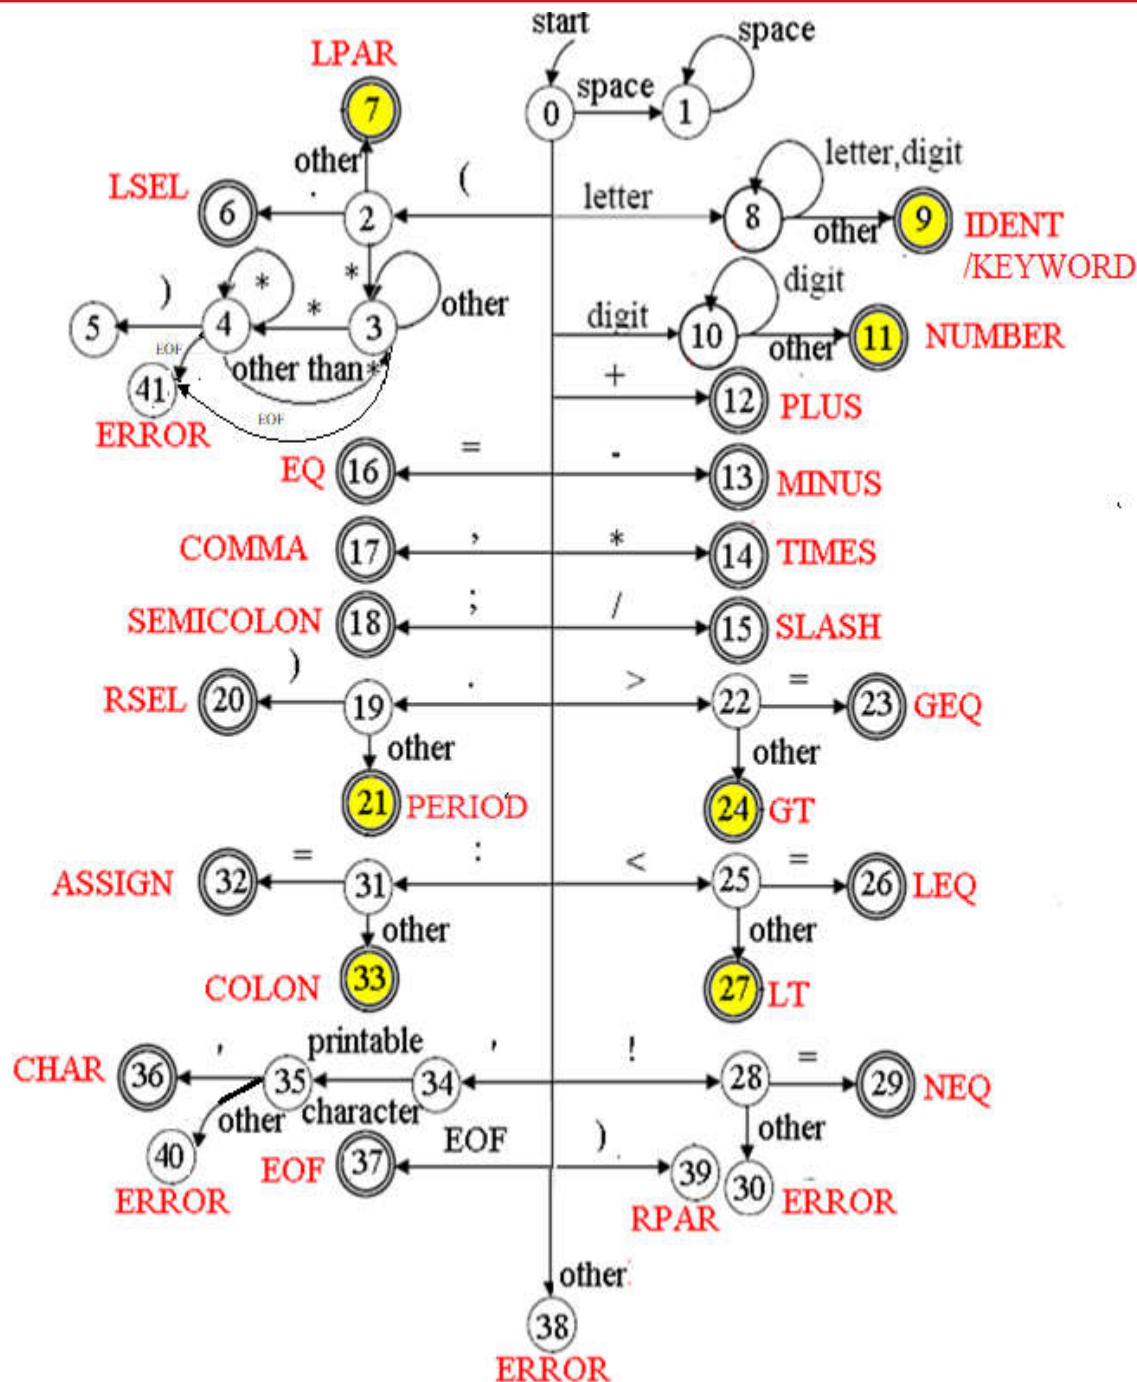 start
space
LPAR
7
space
0
1
other
letter,digit
LSEL
.
(
letter
6
2
8
other
9
IDENT
/KEYWORD
*
*
)
*
other
digit
digit
5
4
3
10
other
11
NUMBER
EOF
other than*
+
41
EOF
12
PLUS
ERROR
=
-
EQ
16
13
MINUS
,
*
COMMA
17
14
TIMES
;
/
SEMICOLON
18
15
SLASH
)
.
>
=
RSEL
20
19
22
23
GEQ
other
other
21
PERIOD
24
GT
=
:
<
=
ASSIGN
32
31
25
26
LEQ
other
other
COLON
33
27
LT
printable
'
'
!
=
CHAR
36
35
34
28
29
NEQ
other
character
EOF
)
other
40
EOF
37
39
30
ERROR
ERROR
RPAR
other
38
ERROR